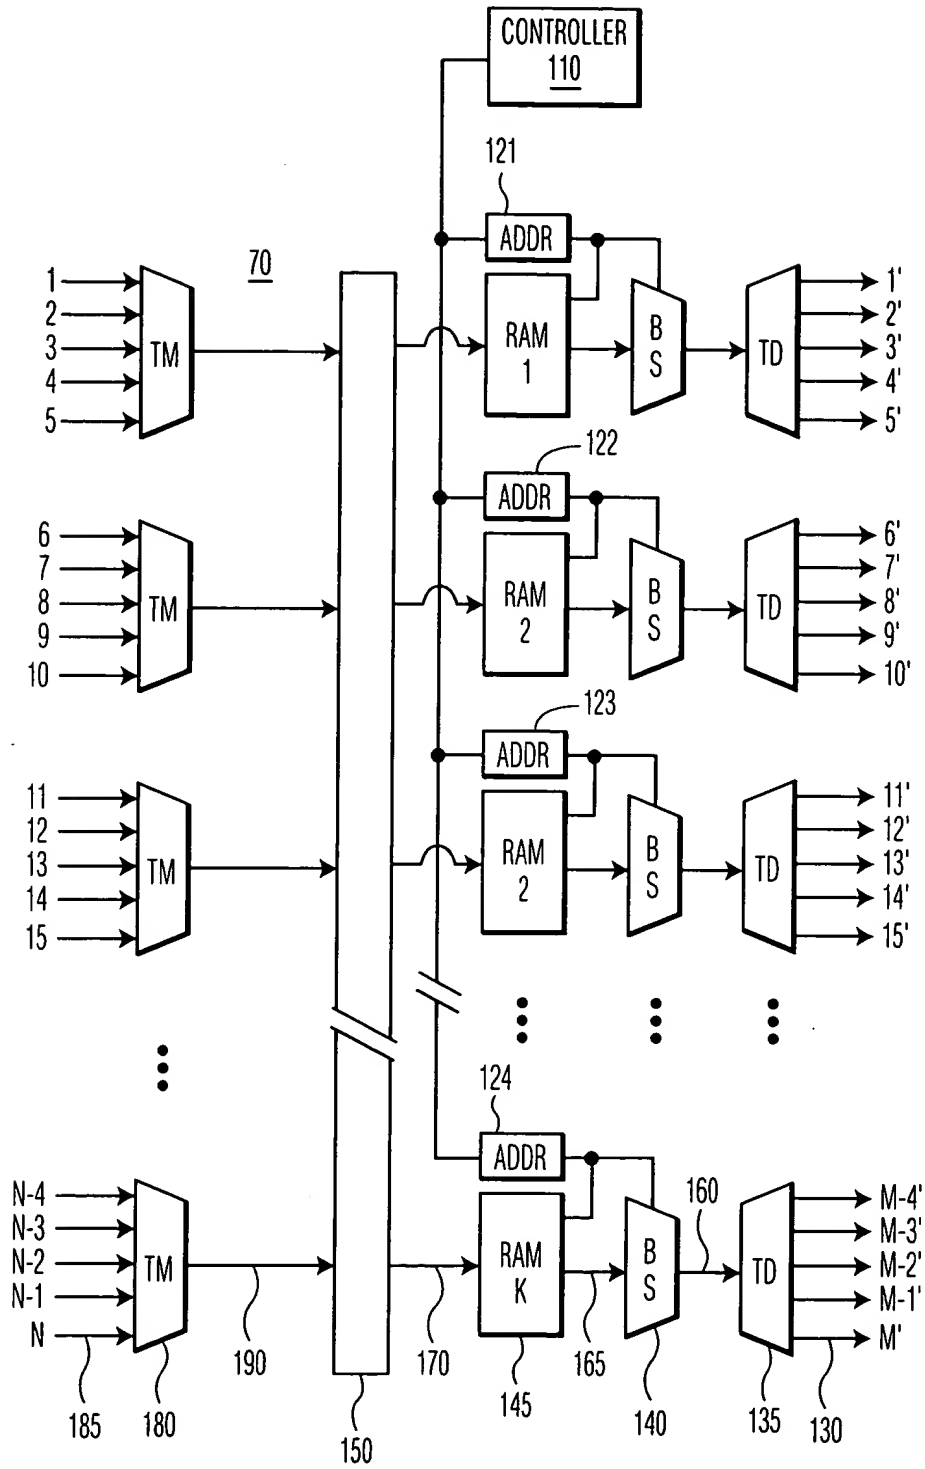 CONTROLLER
110
121
ADDR
70
1
2
3
4
5
TM
RAM
1
B
S
TD
1'
2'
3'
4'
5'
122
ADDR
6
7
8
9
10
TM
RAM
2
B
S
TD
6'
7'
8'
9'
10'
123
ADDR
11
12
13
14
15
TM
RAM
2
B
S
TD
11'
12'
13'
14'
15'
124
ADDR
N-4
N-3
N-2
N-1
N
TM
RAM
K
B
S
160
TD
M-4'
M-3'
M-2'
M-1'
M'
185
180
190
150
170
145
165
140
135
130